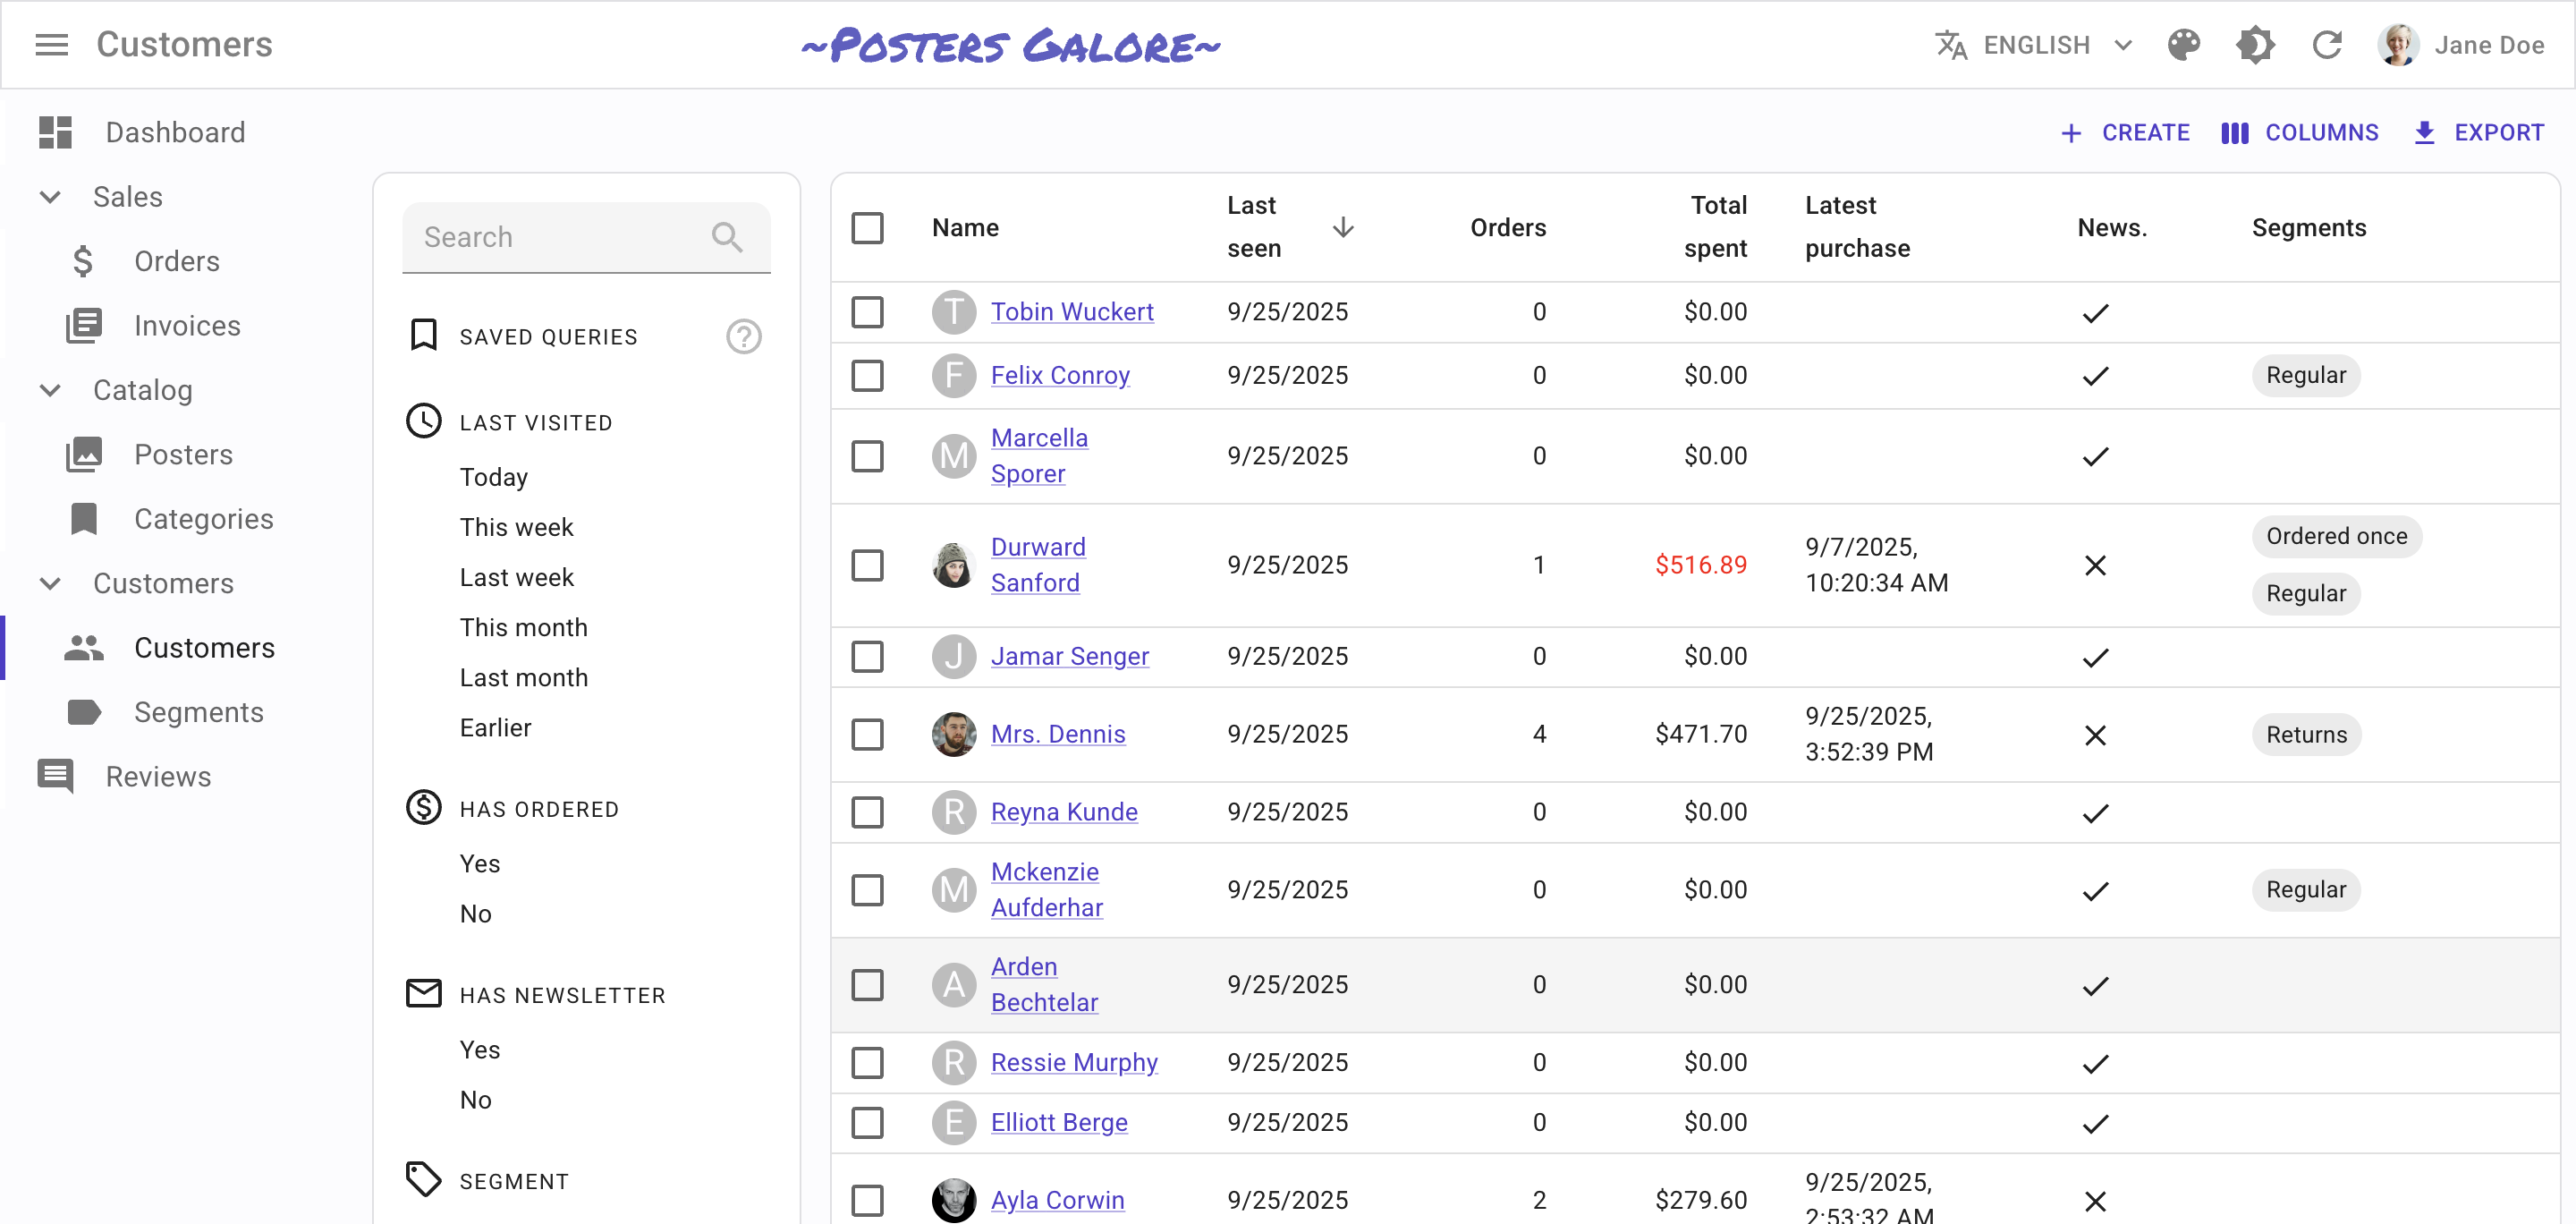 Customers
~Posters Galore~
ENGLISH
Jane Doe
Dashboard
Sales
Orders
Invoices
Catalog
Posters
Categories
Customers
Customers
Segments
Reviews
CREATE
COLUMNS
EXPORT
Search
SAVED QUERIES
?
LAST VISITED
Today
This week
Last week
This month
Last month
Earlier
HAS ORDERED
Yes
No
HAS NEWSLETTER
Yes
No
SEGMENT
Name
Last
seen
Orders
Total
spent
Latest
purchase
News.
Segments
T Tobin Wuckert 9/25/2025 0 $0.00
F Felix Conroy 9/25/2025 0 $0.00 Regular
M Marcella
Sporer 9/25/2025 0 $0.00
Durward
Sanford 9/25/2025 1 $516.89 9/7/2025,
10:20:34 AM
Ordered once
Regular
J Jamar Senger 9/25/2025 0 $0.00
Mrs. Dennis 9/25/2025 4 $471.70 9/25/2025,
3:52:39 PM
Returns
R Reyna Kunde 9/25/2025 0 $0.00
M Mckenzie
Aufderhar 9/25/2025 0 $0.00 Regular
A Arden
Bechtelar 9/25/2025 0 $0.00
R Ressie Murphy 9/25/2025 0 $0.00
E Elliott Berge 9/25/2025 0 $0.00
Ayla Corwin 9/25/2025 2 $279.60 9/25/2025,
2:53:32 AM